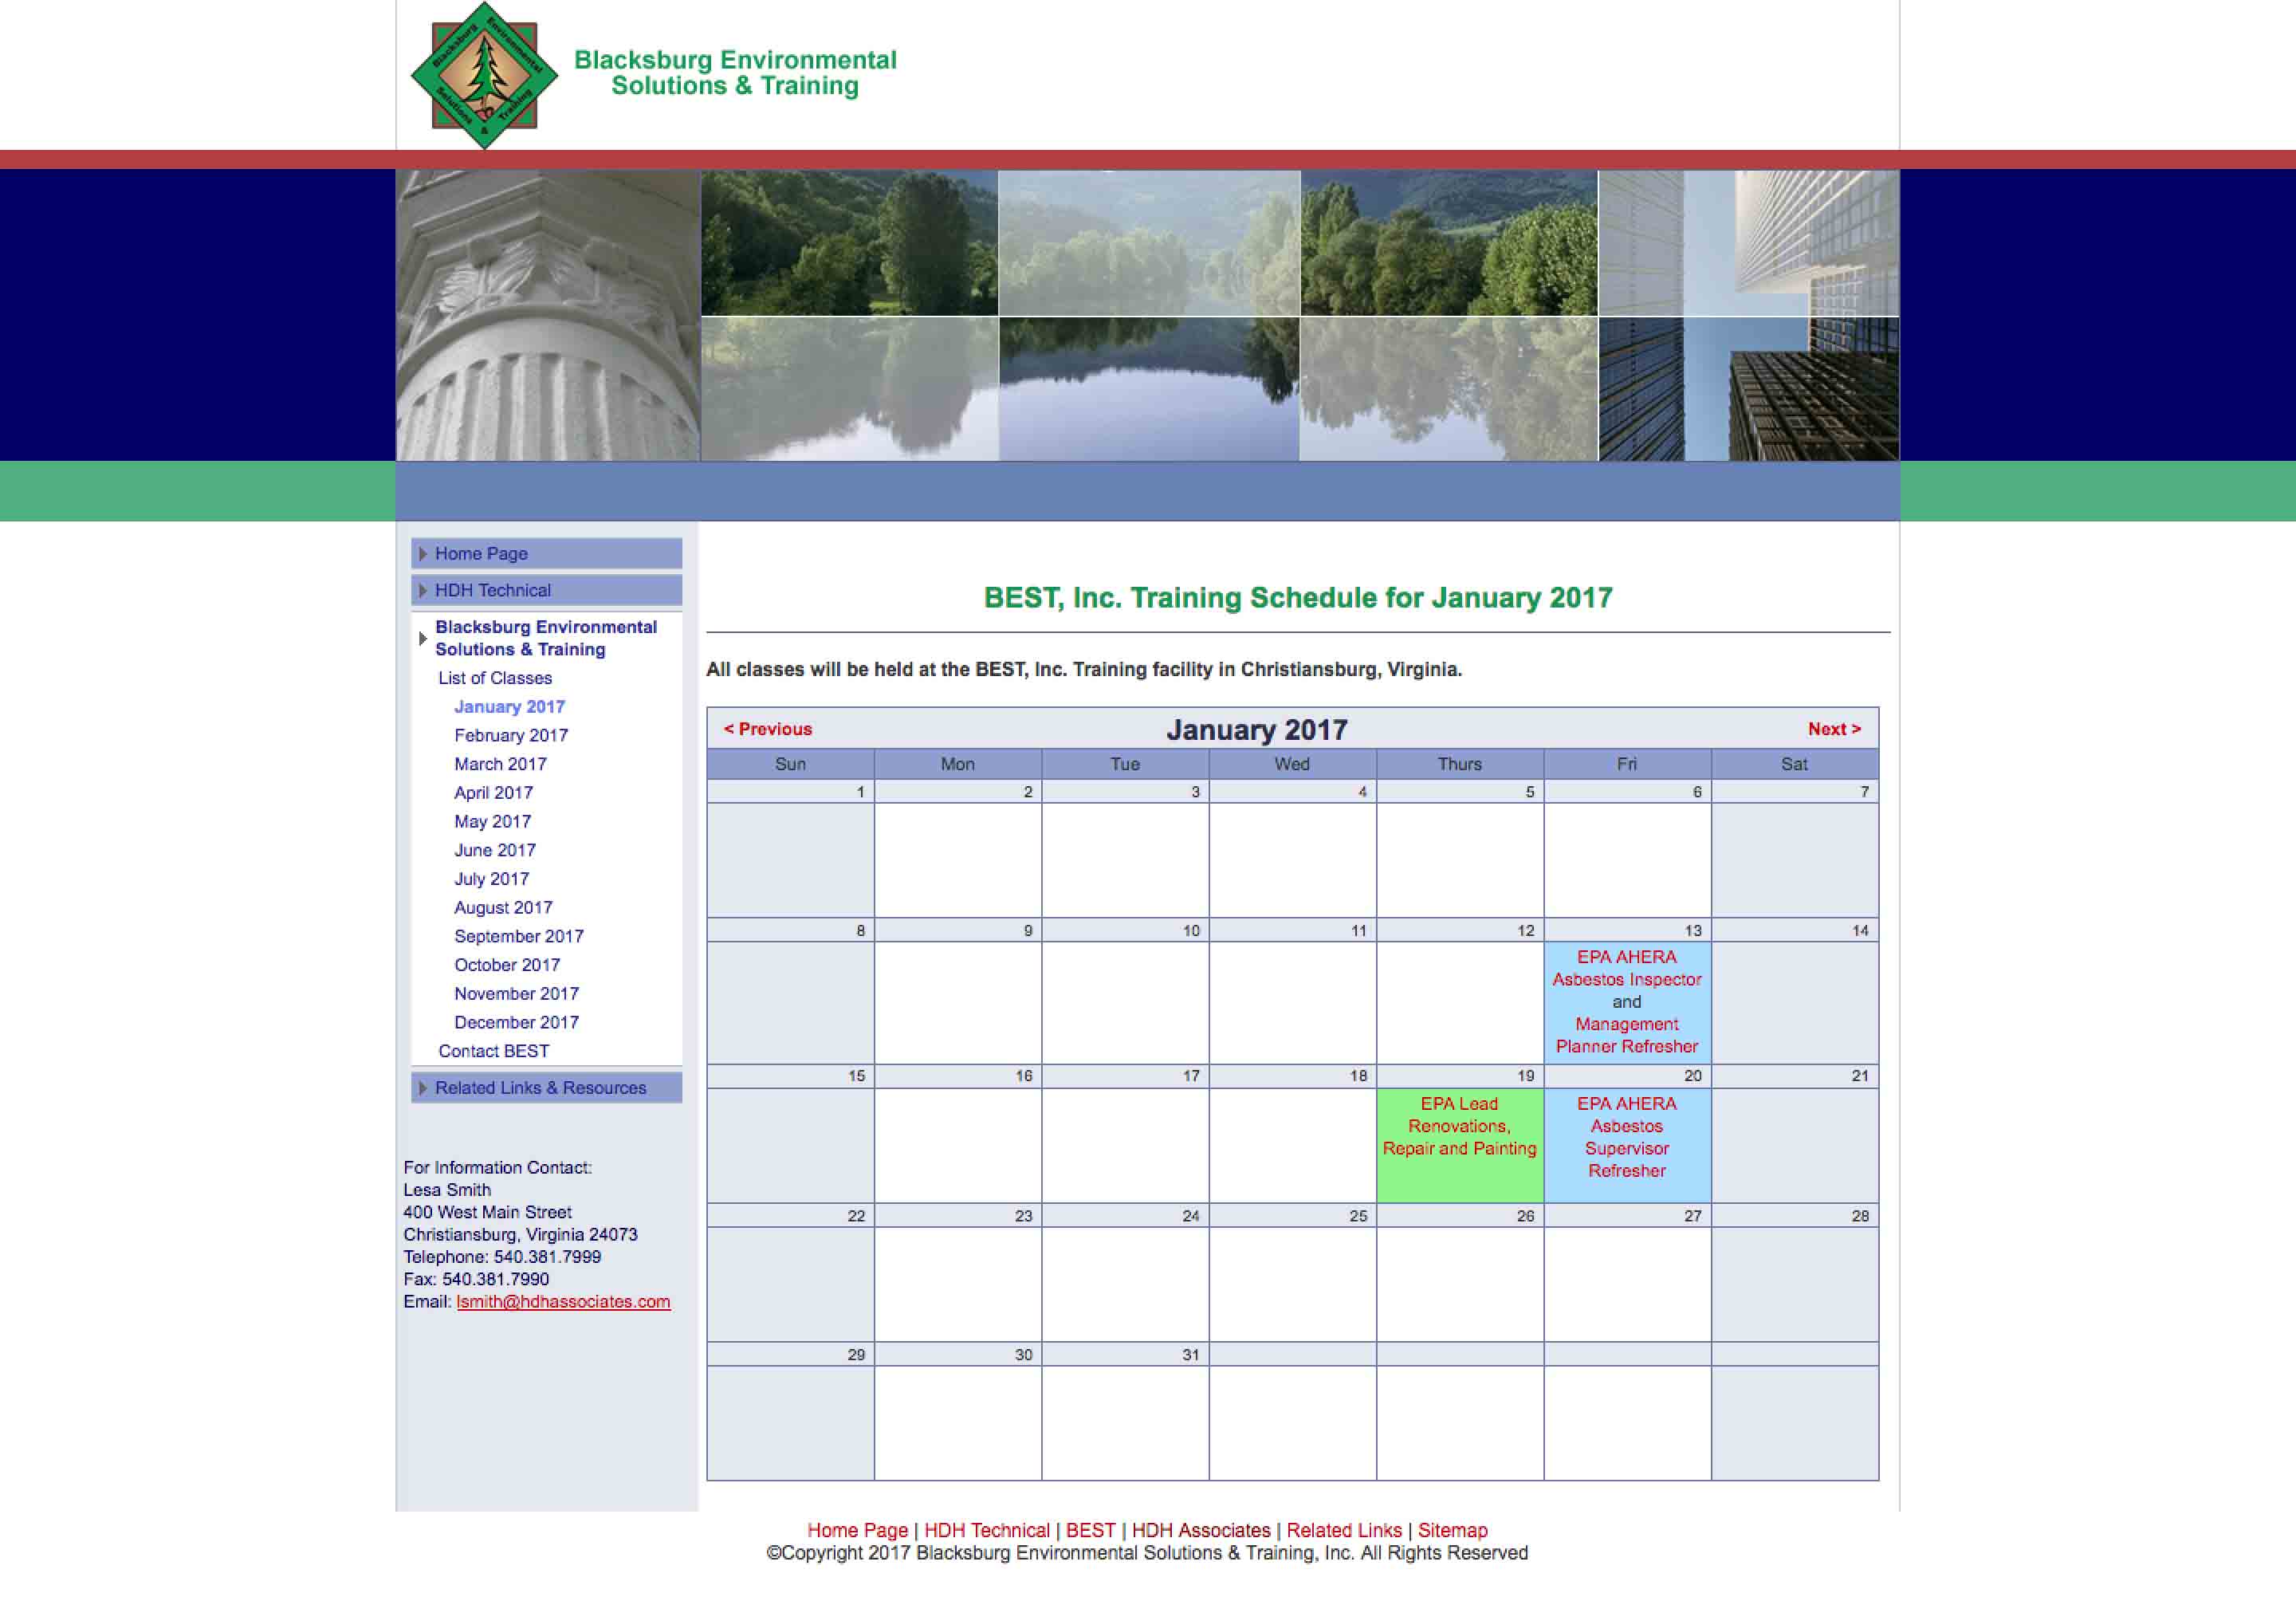 Blacksburg Environmental
Solutions & Training
Blacksburg Environmental
Solutions & Training
Home Page
HDH Technical
Blacksburg Environmental
Solutions & Training
List of Classes
January 2017
February 2017
March 2017
April 2017
May 2017
June 2017
July 2017
August 2017
September 2017
October 2017
November 2017
December 2017
Contact BEST
Related Links & Resources
For Information Contact:
Lesa Smith
400 West Main Street
Christiansburg, Virginia 24073
Telephone: 540.381.7999
Fax: 540.381.7990
Email: lsmith@hdhassociates.com
BEST, Inc. Training Schedule for January 2017
All classes will be held at the BEST, Inc. Training facility in Christiansburg, Virginia.
< Previous January 2017 Next >
Sun Mon Tue Wed Thurs Fri Sat
1 2 3 4 5 6 7
8 9 10 11 12 13 14
EPA AHERA
Asbestos Inspector
and
Management
Planner Refresher
15 16 17 18 19 20 21
EPA Lead
Renovations,
Repair and Painting
EPA AHERA
Asbestos
Supervisor
Refresher
22 23 24 25 26 27 28
29 30 31
Home Page | HDH Technical | BEST | HDH Associates | Related Links | Sitemap
©Copyright 2017 Blacksburg Environmental Solutions & Training, Inc. All Rights Reserved